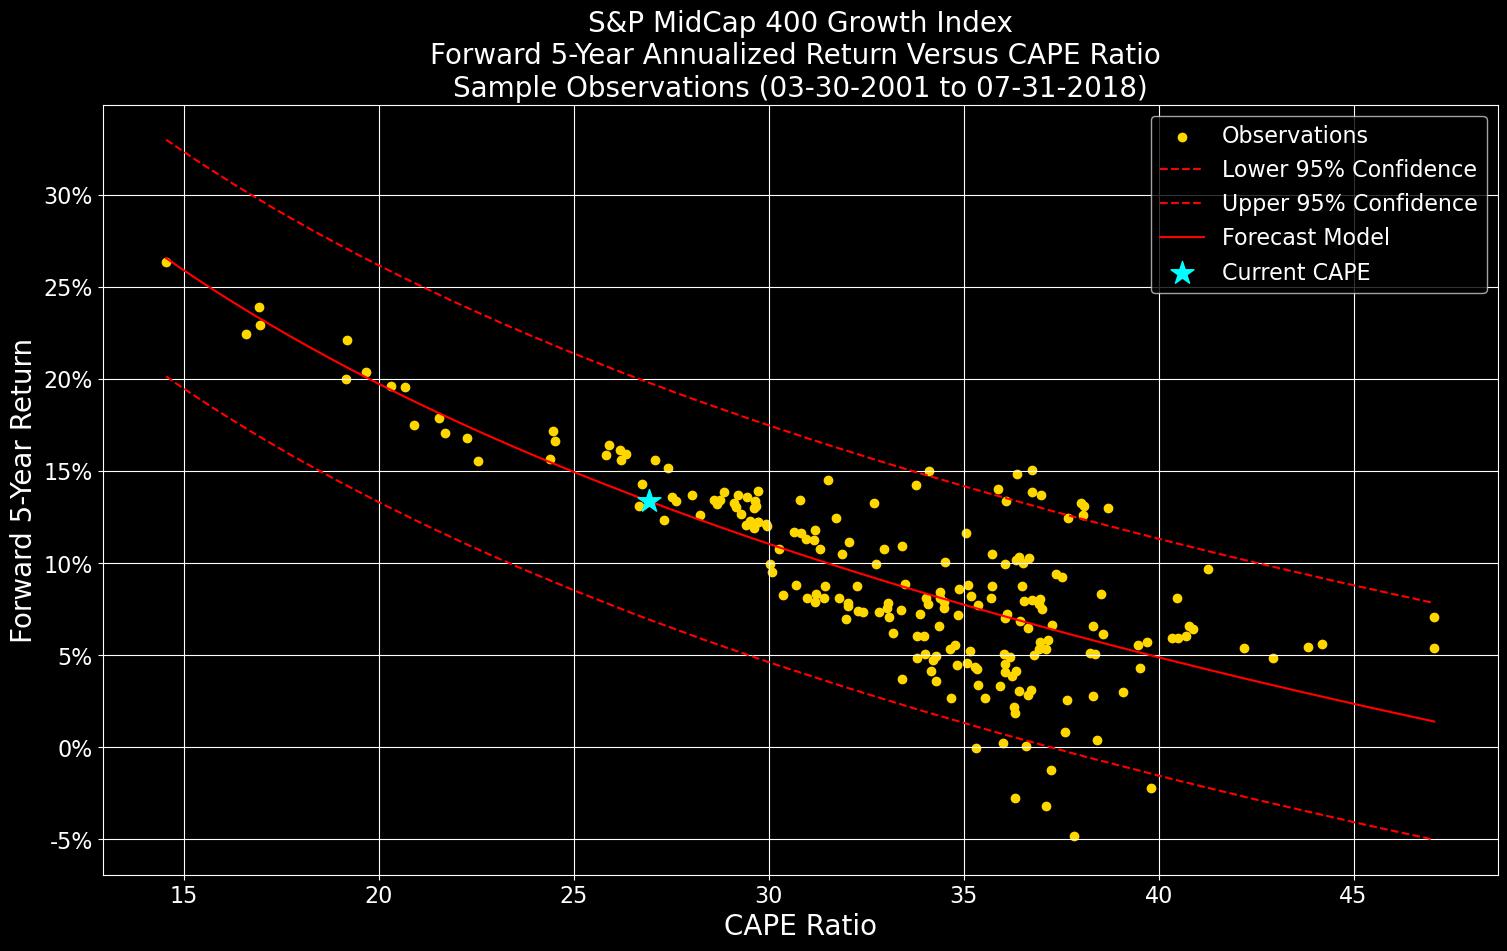 S&P MidCap 400 Growth Index
Forward 5-Year Annualized Return Versus CAPE Ratio
Sample Observations (03-30-2001 to 07-31-2018)
Observations
Lower 95% Confidence
Upper 95% Confidence
Forecast Model
Current CAPE
Forward 5-Year Return
30%
25%
20%
15%
10%
5%
0%
-5%
15
20
25
30
35
40
45
CAPE Ratio